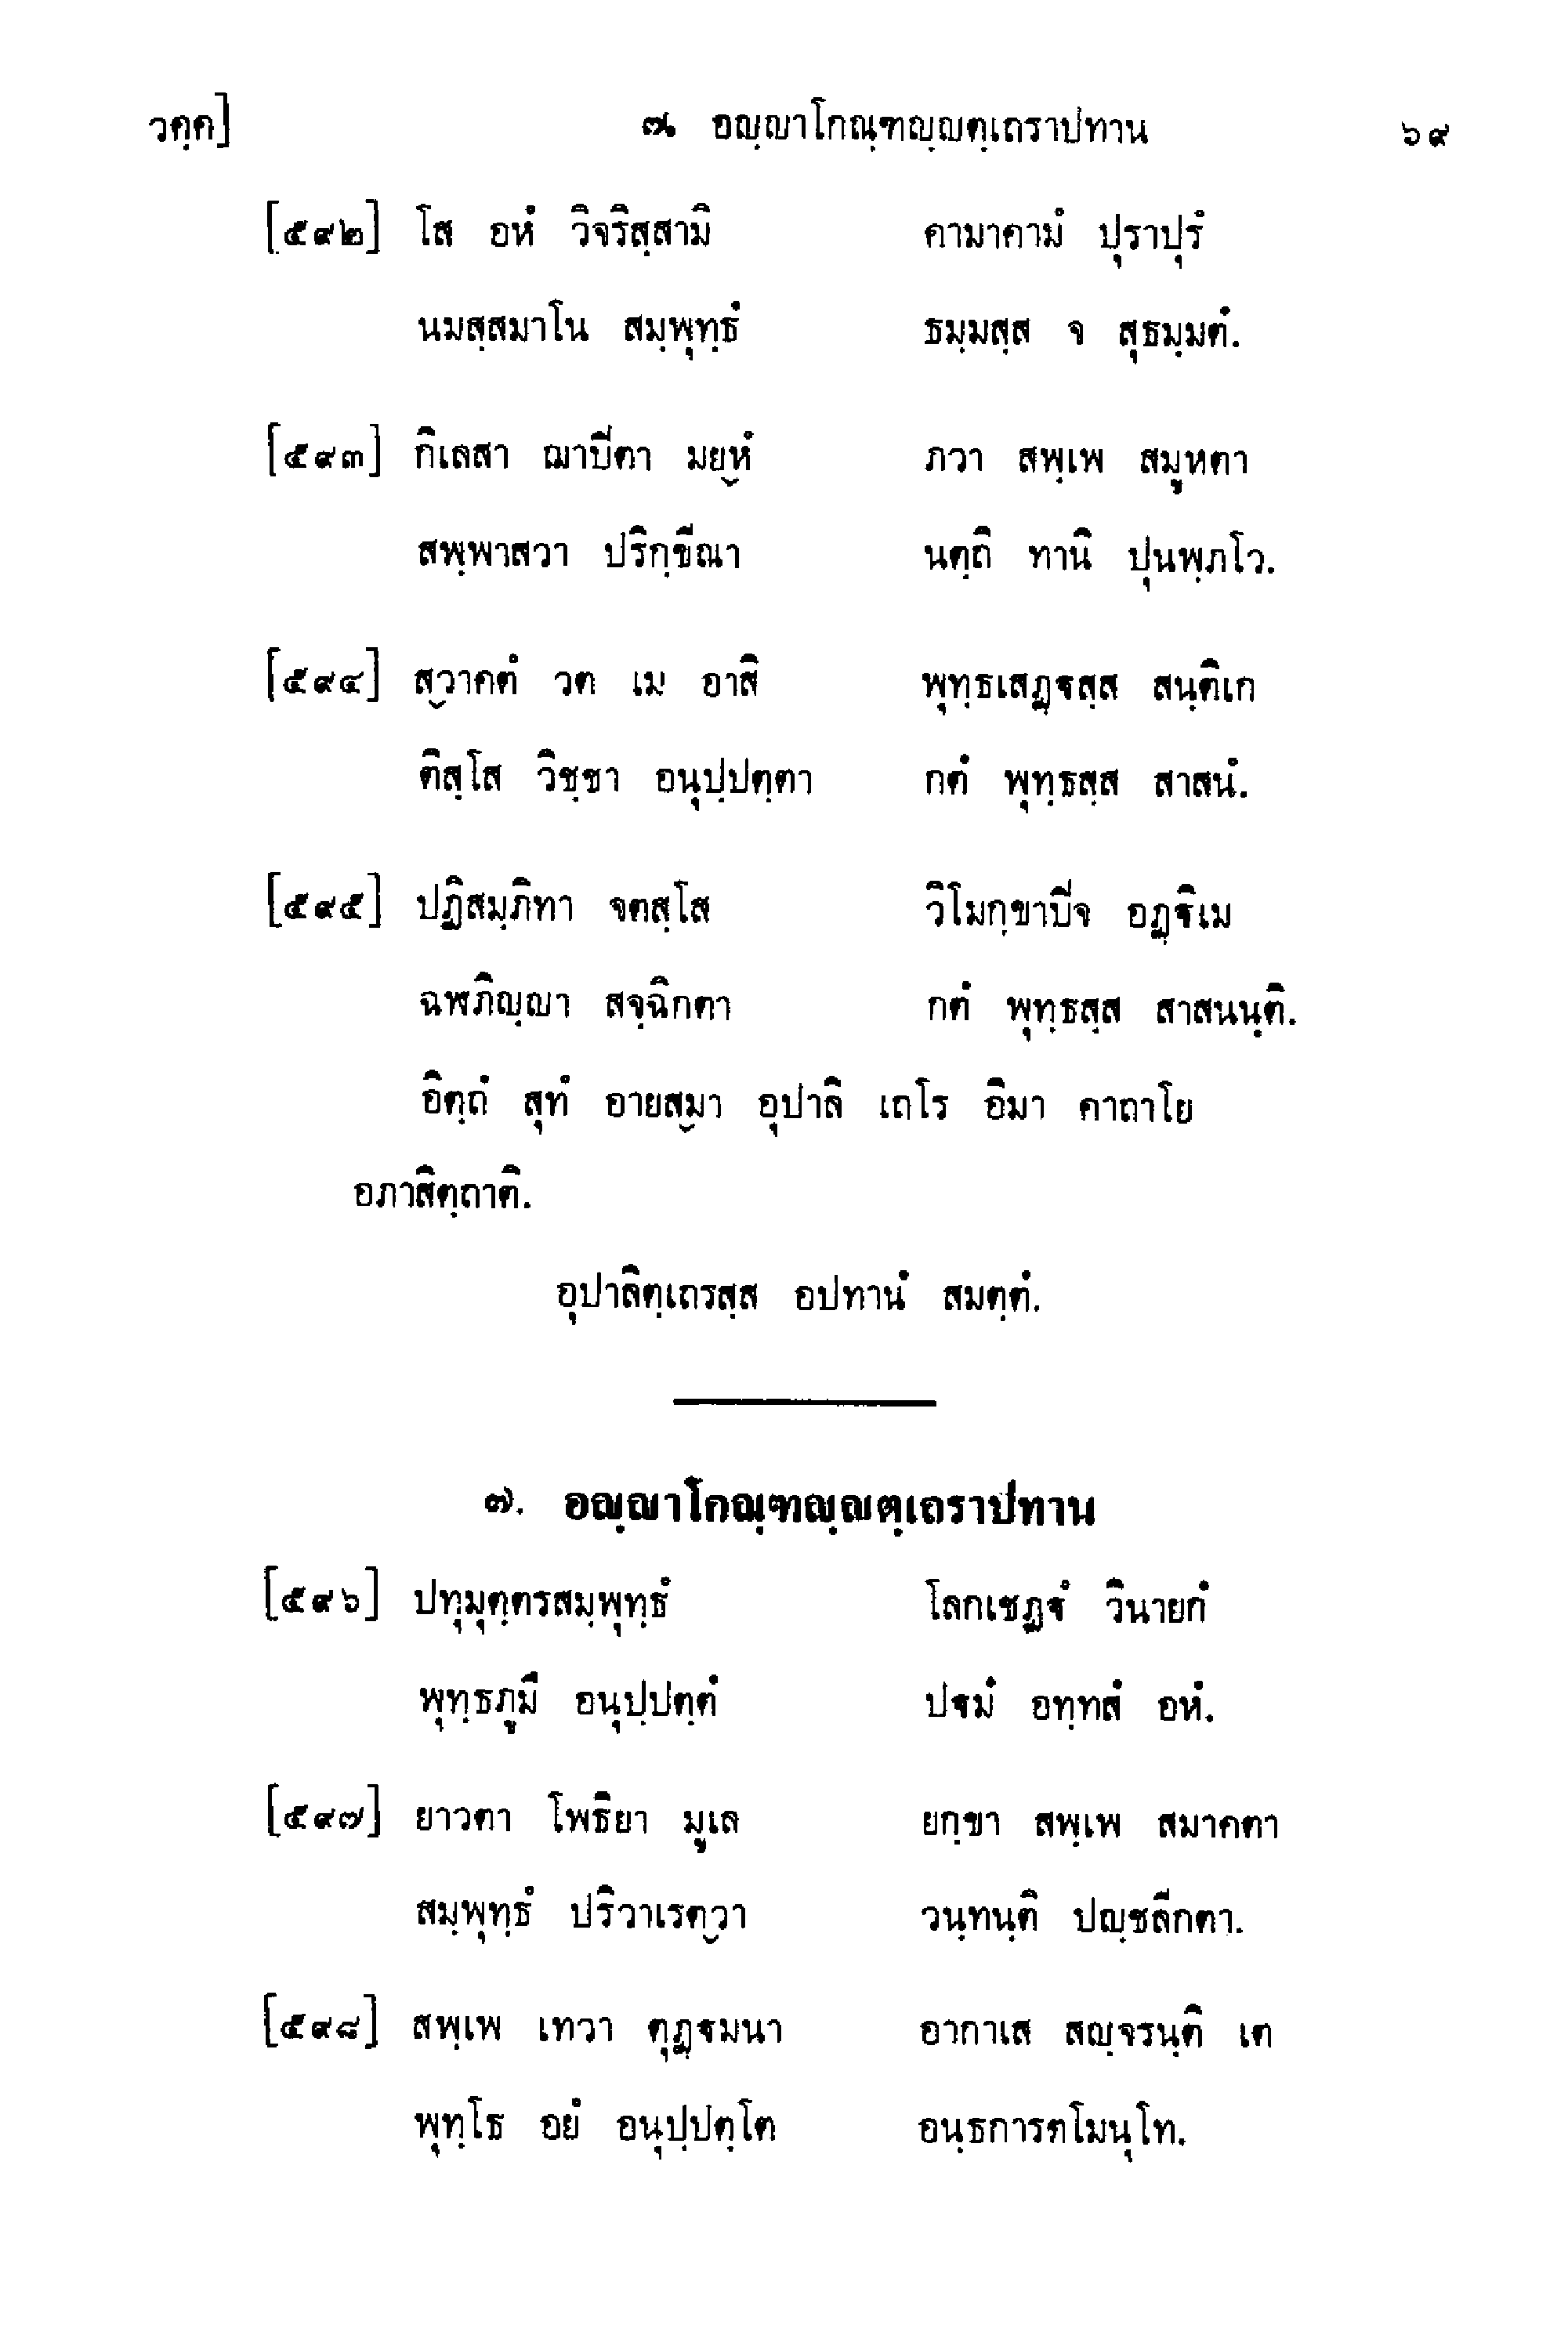 วคฺค] ๗. อญฺญาโกณฺฑญฺญตฺเถราปทาน ๖๙
[๕๙๒] โส อหํ วิจริสฺสามิ คามาคามํ ปุราปุรํ
นมสฺสมาโน สมฺพุทฺธํ ธมฺมสฺส จ สุธมฺมตํ.
[๕๙๓] กิเลสา ฌาปิตา มยฺหํ ภวา สพฺเพ สมูหตา
สพฺพาสวา ปริกฺขีณา นตฺถิ ทานิ ปุนพฺภโว.
[๕๙๔] สฺวาคตํ วต เม อาสิ พุทฺธเสฏฺฐสฺส สนฺติเก
ติสฺโส วิชฺชา อนุปฺปตฺตา กตํ พุทฺธสฺส สาสนํ.
[๕๙๕] ปฏิสมฺภิทา จตสฺโส วิโมกฺขาปิจ อฏฺฐิเม
ฉฬภิญฺญา สจฺฉิกตา กตํ พุทฺธสฺส สาสนนฺติ.
อิตฺถํ สุทํ อายสฺมา อุปาลิ เถโร อิมา คาถาโย
อภาสิตฺถาติ.
อุปาลิตฺเถรสฺส อปทานํ สมตฺตํ.
๗. อญฺญาโกณฺฑญฺญตฺเถราปทาน
[๕๙๖] ปทุมุตฺตรสมฺพุทฺธํ โลกเชฏฺฐํ วินายกํ
พุทฺธภูมึ อนุปฺปตฺตํ ปฐมํ อทฺทสํ อหํ.
[๕๙๗] ยาวตา โพธิยา มูเล ยกฺขา สพฺเพ สมาคตา
สมฺพุทฺธํ ปริวาเรตฺวา วนฺทนฺติ ปญฺชลีกตา.
[๕๙๘] สพฺเพ เทวา ตุฏฺฐมนา อากาเส สญฺจรนฺติ เต
พุทฺโธ อยํ อนุปฺปตฺโต อนฺธการตโมนุโท.